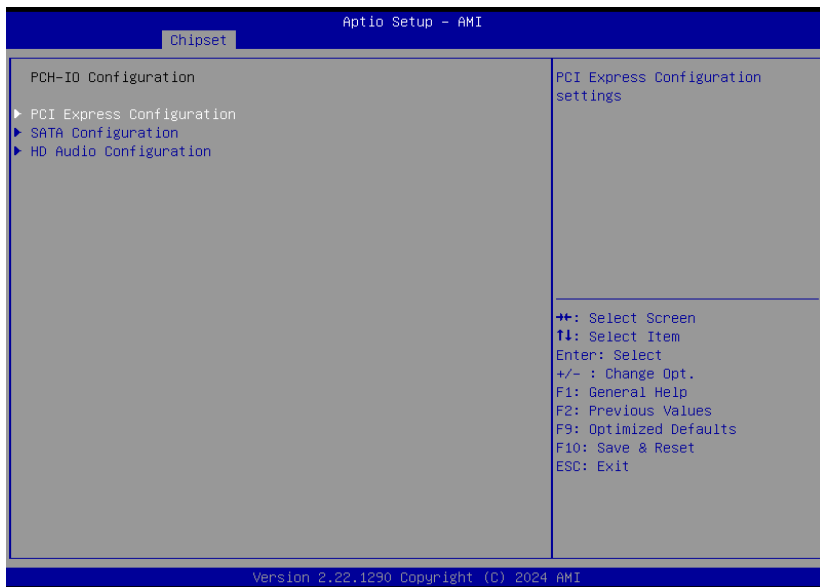 Aptio Setup – AMI
Chipset
PCH-IO Configuration
▶ PCI Express Configuration
▶ SATA Configuration
▶ HD Audio Configuration
PCI Express Configuration
settings
→←: Select Screen
↑↓: Select Item
Enter: Select
+/- : Change Opt.
F1: General Help
F2: Previous Values
F9: Optimized Defaults
F10: Save & Reset
ESC: Exit
Version 2.22.1290 Copyright (C) 2024 AMI